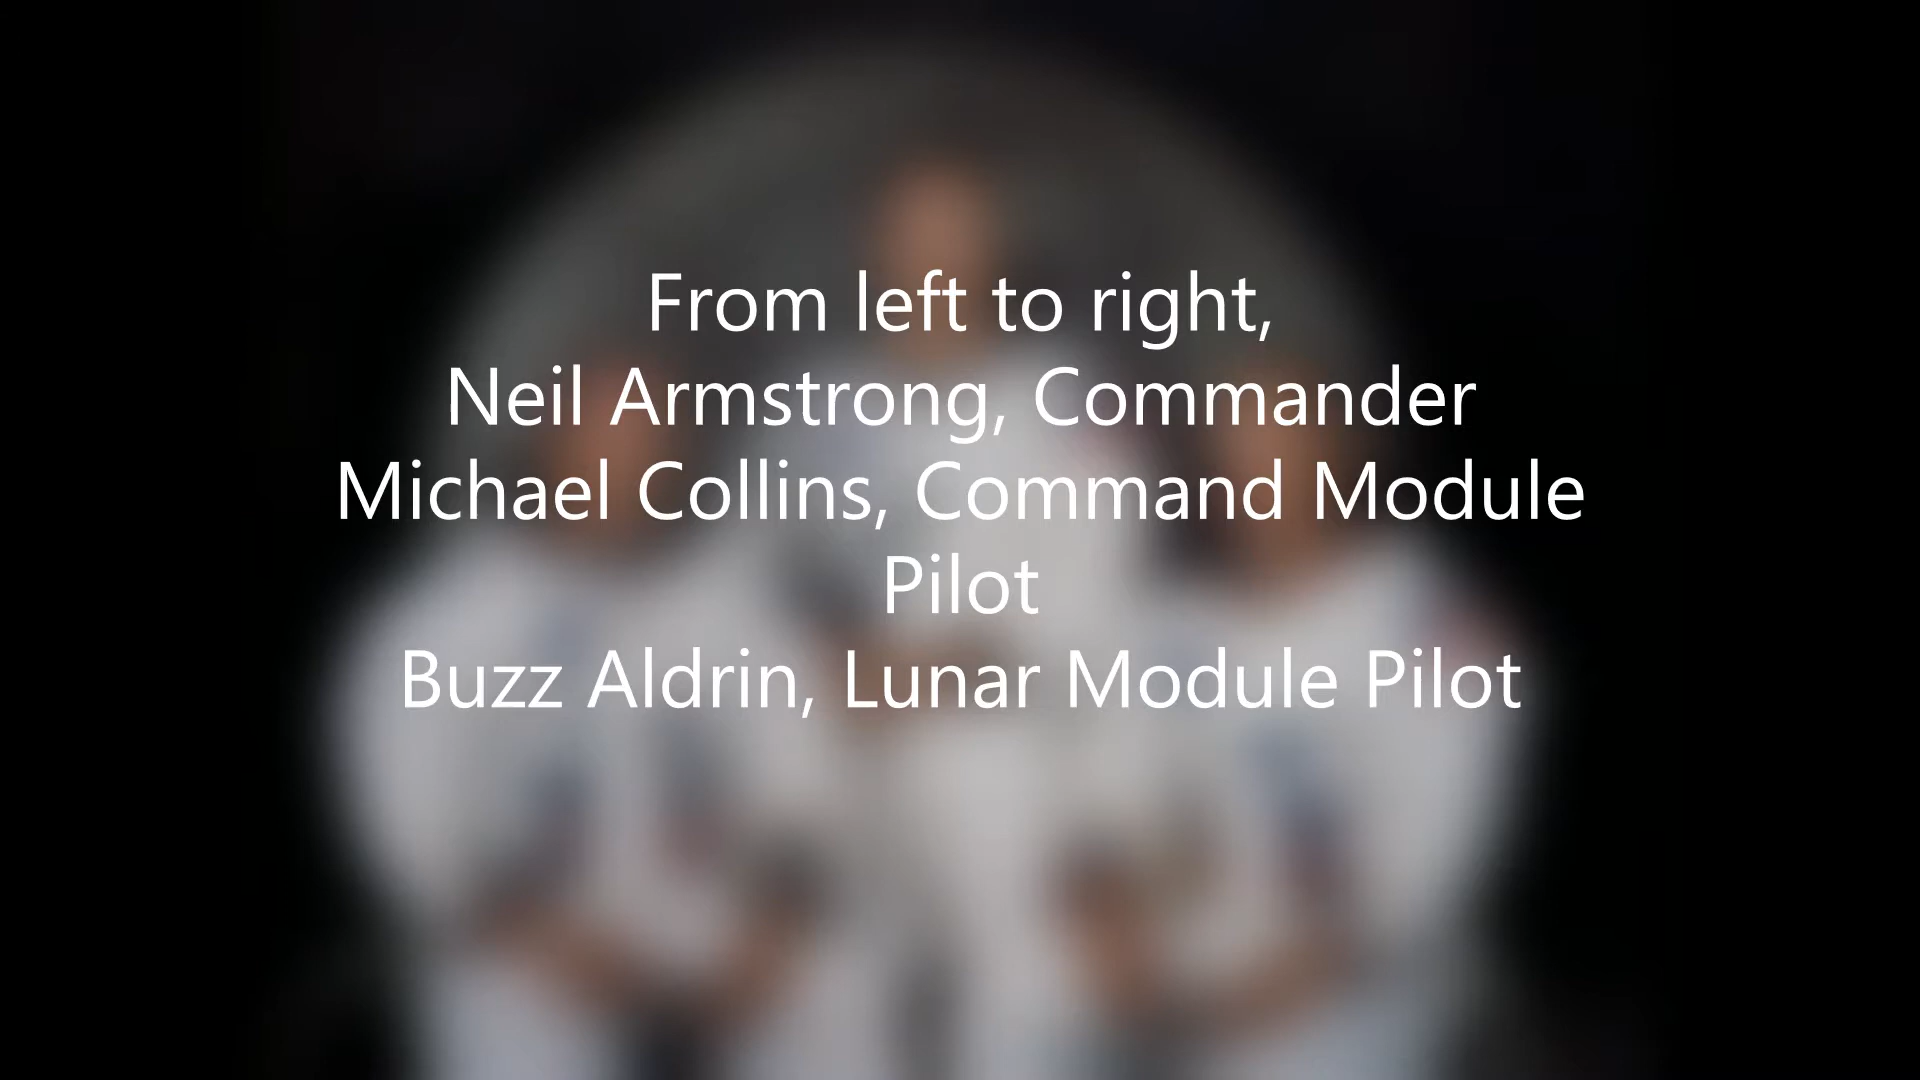 From left to right,
Neil Armstrong, Commander
Michael Collins, Command Module
Pilot
Buzz Aldrin, Lunar Module Pilot